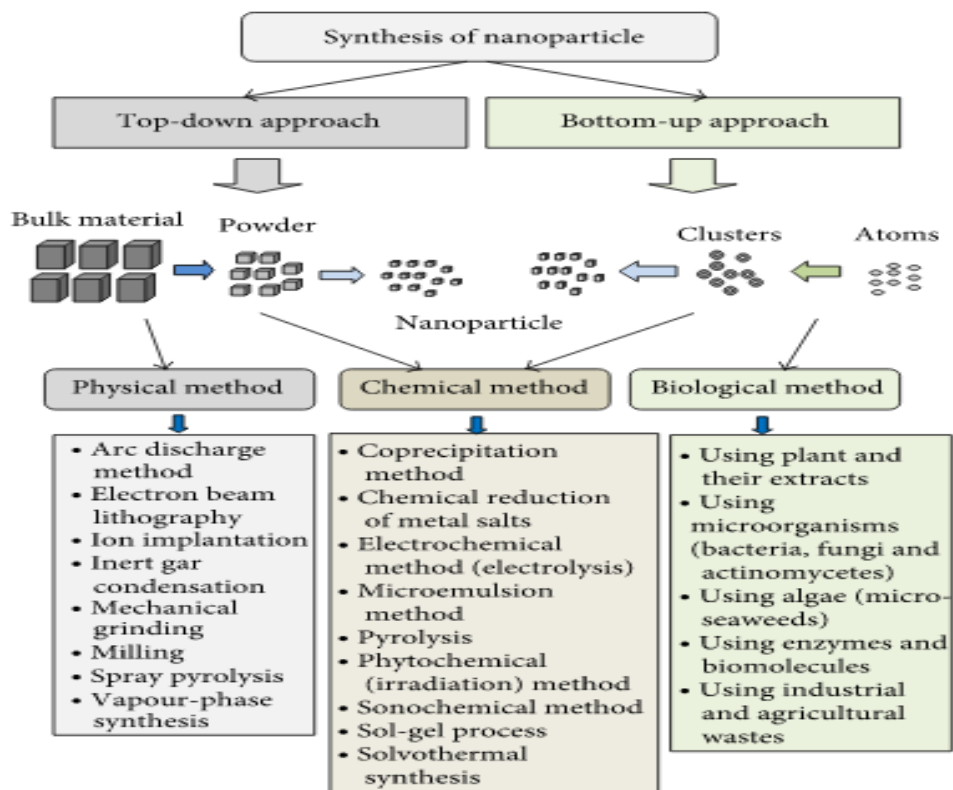 Synthesis of nanoparticle
Top-down approach
Bottom-up approach
Bulk material
Powder
Clusters
Atoms
Nanoparticle
Physical method
Chemical method
Biological method
• Arc discharge
method
• Electron beam
lithography
• Ion implantation
• Inert gar
condensation
• Mechanical
grinding
• Milling
• Spray pyrolysis
• Vapour-phase
synthesis
• Coprecipitation
method
• Chemical reduction
of metal salts
• Electrochemical
method (electrolysis)
• Microemulsion
method
• Pyrolysis
• Phytochemical
(irradiation) method
• Sonochemical method
• Sol-gel process
• Solvothermal
synthesis
• Using plant and
their extracts
• Using
microorganisms
(bacteria, fungi and
actinomycetes)
• Using algae (micro-
seaweeds)
• Using enzymes and
biomolecules
• Using industrial
and agricultural
wastes